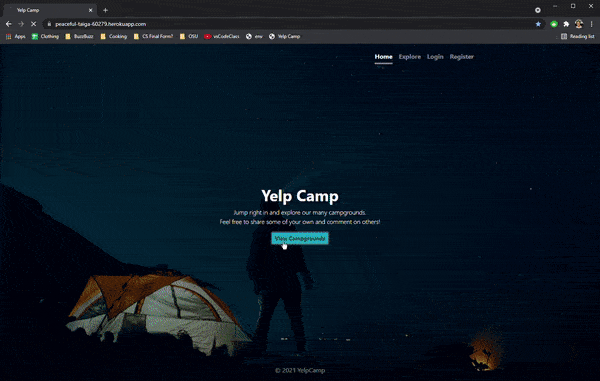 Yelp Camp
peaceful-taiga-60279.herokuapp.com
Apps Clothing BuzzBuzz Cooking CS Final Form? OSU vsCodeClass env Yelp Camp Reading list
Home Explore Login Register
Yelp Camp
Jump right in and explore our many campgrounds.
Feel free to share some of your own and comment on others!
View Campgrounds
© 2021 YelpCamp